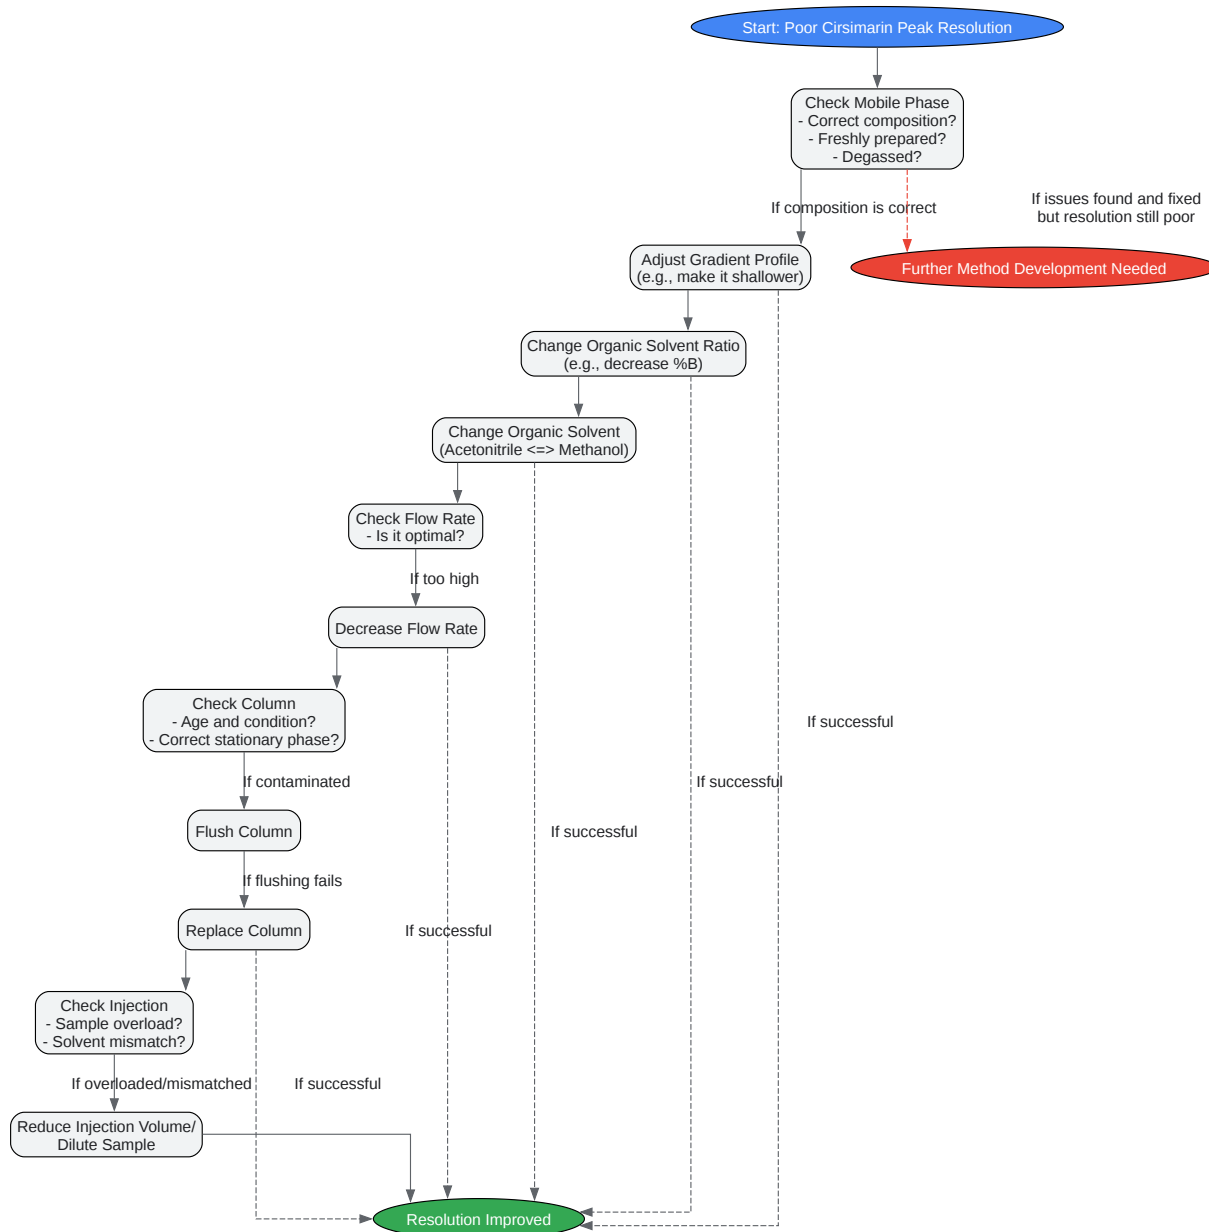 Start: Poor Cirsimarin Peak Resolution
Check Mobile Phase
- Correct composition?
- Freshly prepared?
- Degassed?
If composition is correct
If issues found and fixed
but resolution still poor
Adjust Gradient Profile
(e.g., make it shallower)
Further Method Development Needed
Change Organic Solvent Ratio
(e.g., decrease %B)
Change Organic Solvent
(Acetonitrile <=> Methanol)
Check Flow Rate
- Is it optimal?
If too high
Decrease Flow Rate
Check Column
- Age and condition?
- Correct stationary phase?
If successful
If contaminated
If successful
Flush Column
If successful
If flushing fails
Replace Column
If successful
Check Injection
- Sample overload?
- Solvent mismatch?
If overloaded/mismatched
If successful
Reduce Injection Volume/
Dilute Sample
Resolution Improved